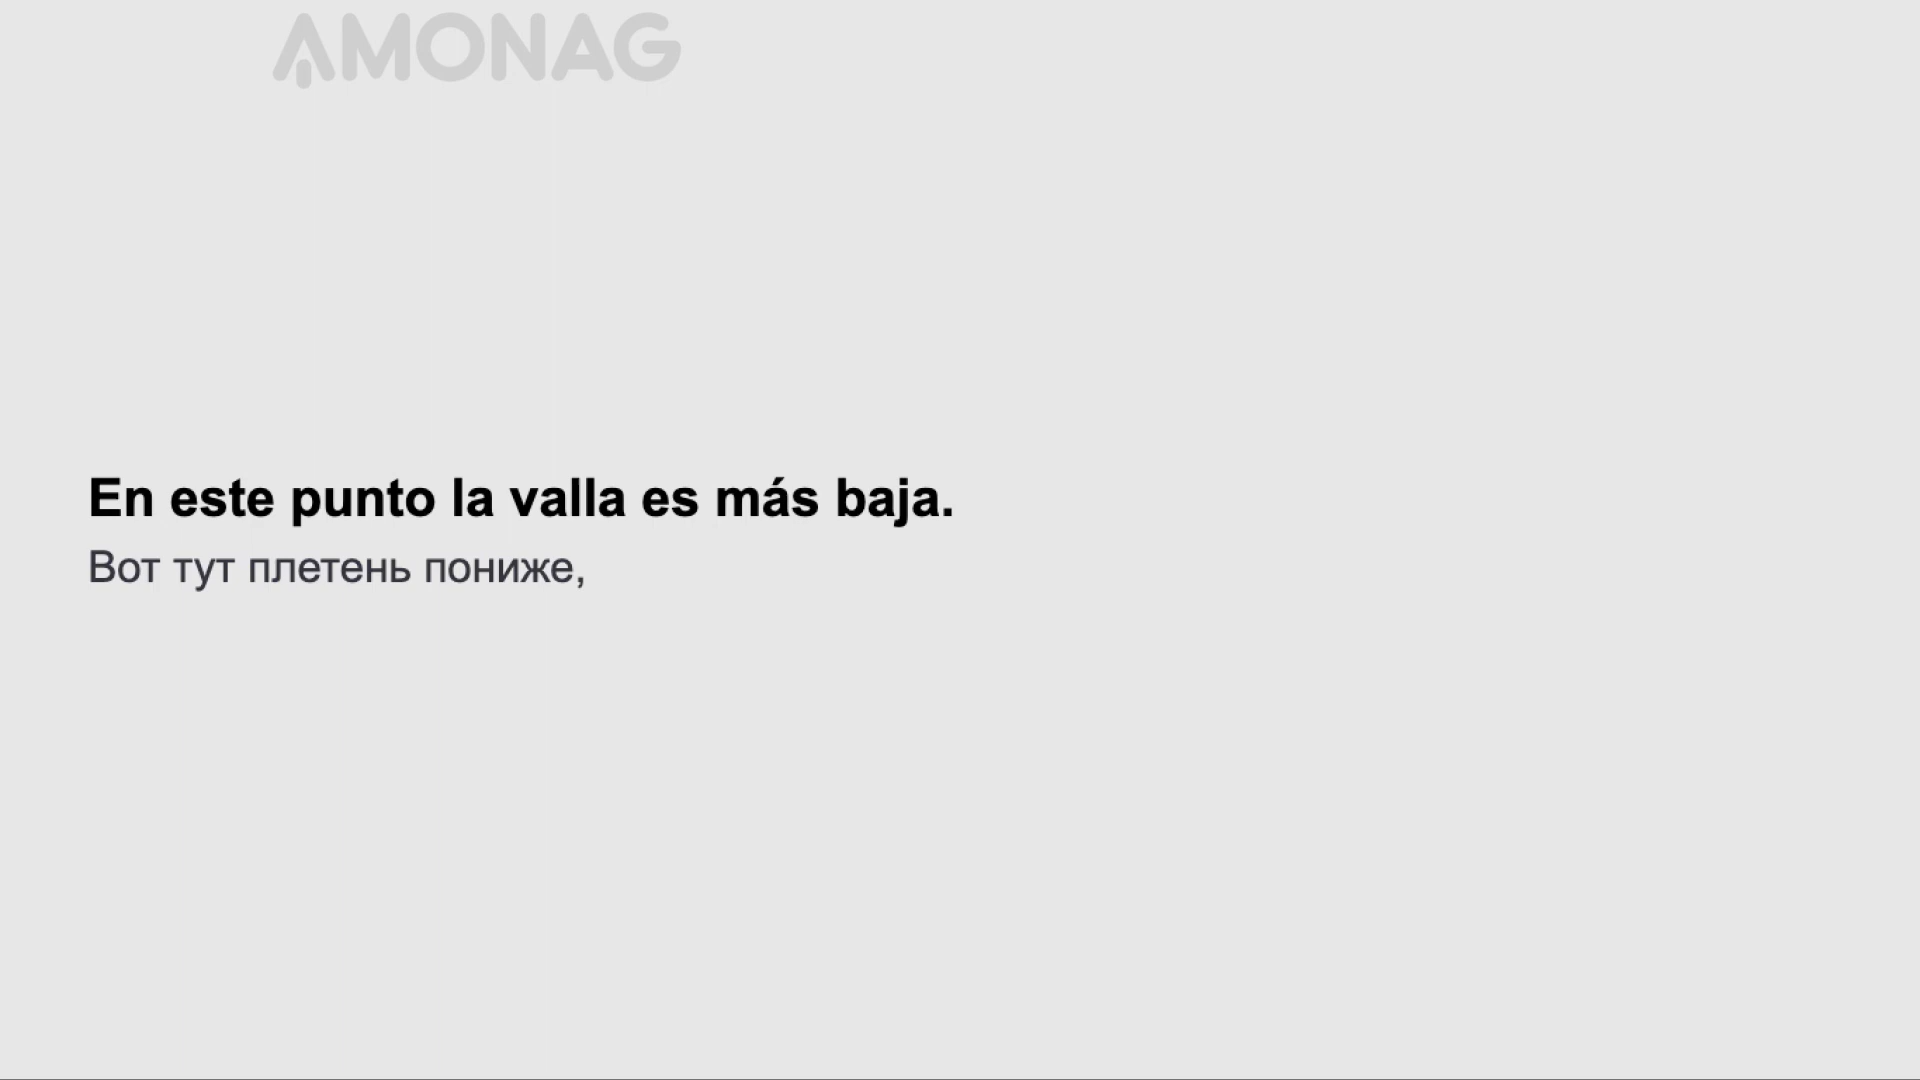 AMONAG
En este punto la valla es más baja.
Вот тут плетень пониже,